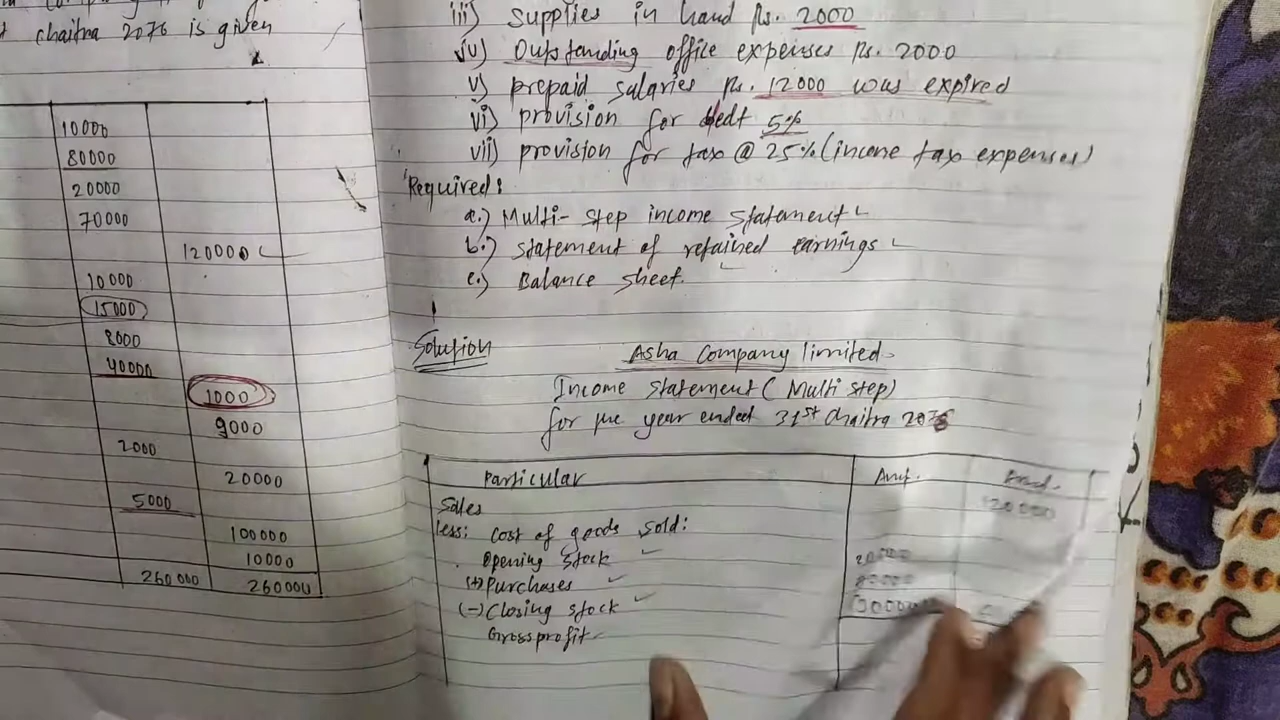 chaitra 2076 is given
10000
80000
20000
70000
120000
10000
15000
8000
40000
1000
9000
2000
20000
5000
100000
10000
260000 260000
iii) Supplies in hand Rs. 2000
iv) Outstanding office expenses Rs. 2000
v) prepaid salaries Rs. 12000 was expired
vi) provision for debt 5%
vii) provision for tax @ 25% (income tax expenses)
Required:
a.) Multi-step income statement
b.) statement of retained earnings
c.) Balance sheet.
Solution
Asha Company limited.
Income statement (Multi step)
for the year ended 31st Chaitra 2076
Particular Amt.
Sales 120000
less: Cost of goods sold:
Opening stock 20000
(+) Purchases 80000
(-) Closing stock
Gross profit